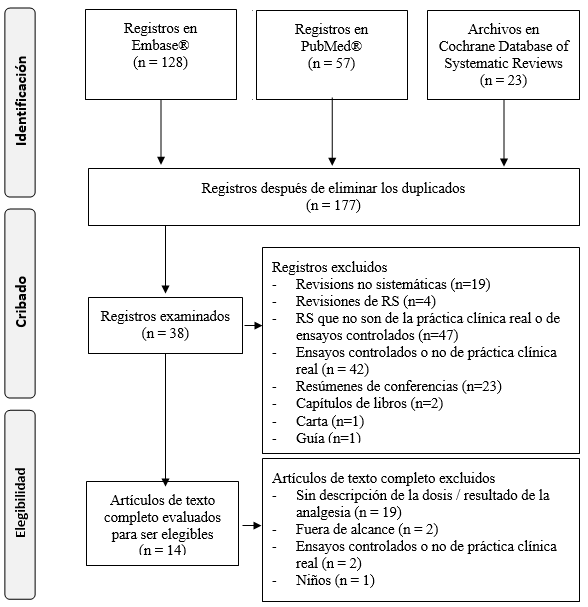 Identificación
Registros en
Embase®
(n = 128)
Registros en
PubMed®
(n = 57)
Archivos en
Cochrane Database of
Systematic Reviews
(n = 23)
Registros después de eliminar los duplicados
(n = 177)
Cribado
Registros examinados
(n = 38)
Registros excluidos
- Revisions no sistemáticas (n=19)
- Revisiones de RS (n=4)
- RS que no son de la práctica clínica real o de
ensayos controlados
(n=47)
- Ensayos controlados o no de práctica clínica
real (n = 42)
- Resúmenes de conferencias (n=23)
- Capítulos de libros (n=2)
- Carta (n=1)
- Guía (n=1)
Elegibilidad
Artículos de texto
completo evaluados
para ser elegibles
(n = 14)
Artículos de texto completo excluidos
- Sin descripción de la dosis / resultado de la
analgesia (n = 19)
- Fuera de alcance (n = 2)
- Ensayos controlados o no de práctica clínica
real (n = 2)
- Niños (n = 1)